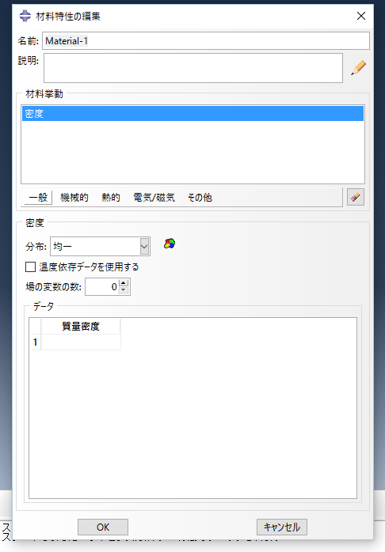 材料特性の編集
名前: Material-1
説明:
材料挙動
密度
一般 機械的 熱的 電気/磁気 その他
密度
分布: 均一
温度依存データを使用する
場の変数の数: 0
データ
質量密度
1
OK キャンセル